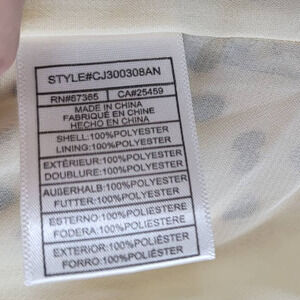 STYLE#CJ300308AN
RN#67365 CA#25459
MADE IN CHINA
FABRIQUÉ EN CHINE
HECHO EN CHINA
SHELL:100%POLYESTER
LINING:100%POLYESTER
EXTÉRIEUR:100%POLYESTER
DOUBLURE:100%POLYESTER
AUßERHALB:100%POLYESTER
FUTTER:100%POLYESTER
ESTERNO:100%POLIESTERE
FODERA:100%POLIESTERE
EXTERIOR:100%POLIÉSTER
FORRO:100%POLIÉSTER